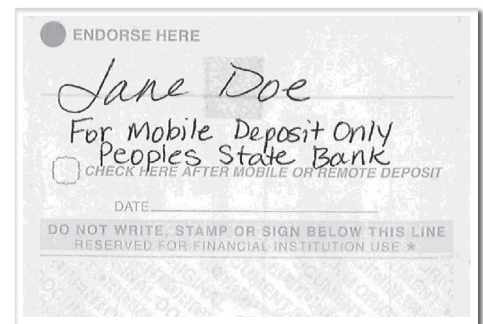 ENDORSE HERE
Jane Doe
For Mobile Deposit Only
Peoples State Bank
CHECK HERE AFTER MOBILE OR REMOTE DEPOSIT
DATE
DO NOT WRITE, STAMP OR SIGN BELOW THIS LINE
RESERVED FOR FINANCIAL INSTITUTION USE *